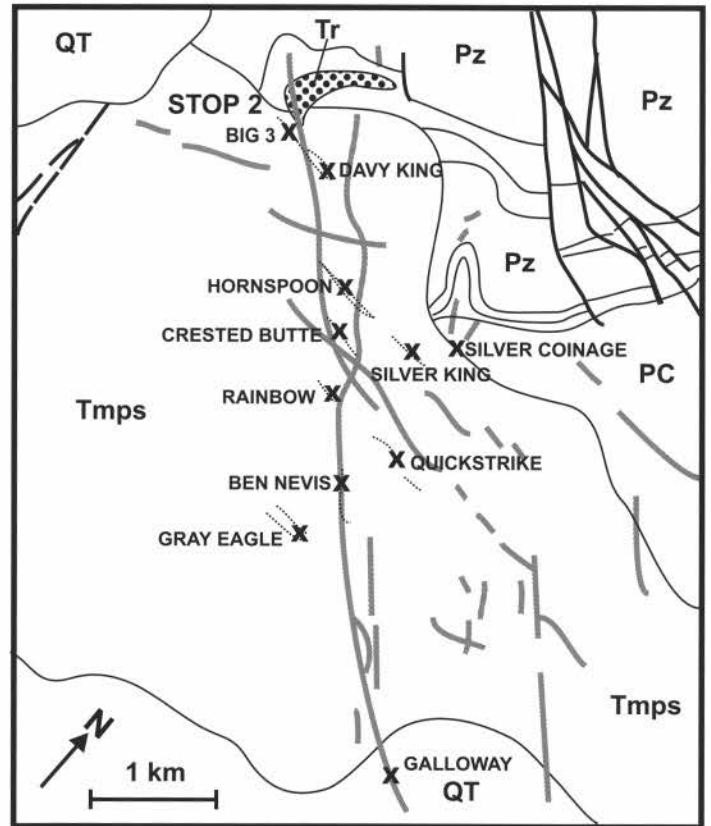 QT
Tr
Pz
STOP 2
Pz
BIG 3
X
X
DAVY KING
Pz
HORNSPOON
X
CRESTED BUTTE
X
X
X
SILVER COINAGE
SILVER KING
PC
RAINBOW
X
Tmps
X
QUICKSTRIKE
BEN NEVIS
X
GRAY EAGLE
X
Tmps
N
1 km
X
GALLOWAY
QT